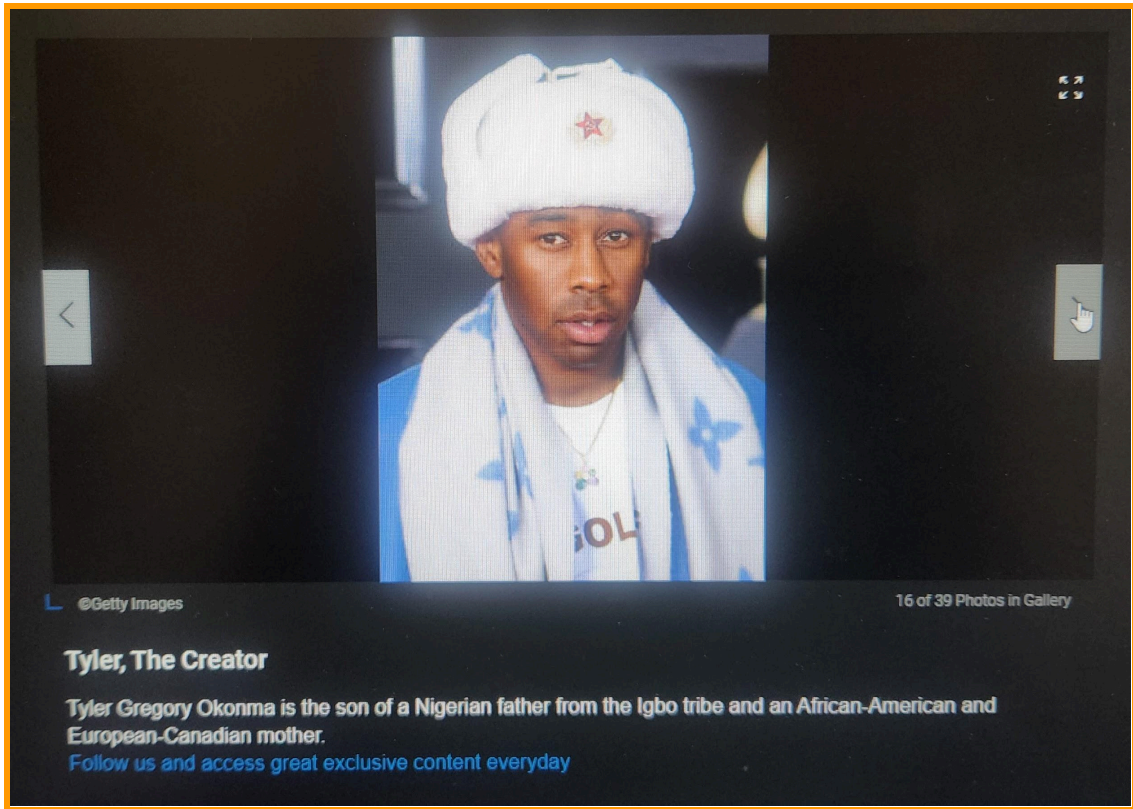 GOL
©Getty Images
16 of 39 Photos in Gallery
Tyler, The Creator
Tyler Gregory Okonma is the son of a Nigerian father from the Igbo tribe and an African-American and
European-Canadian mother.
Follow us and access great exclusive content everyday